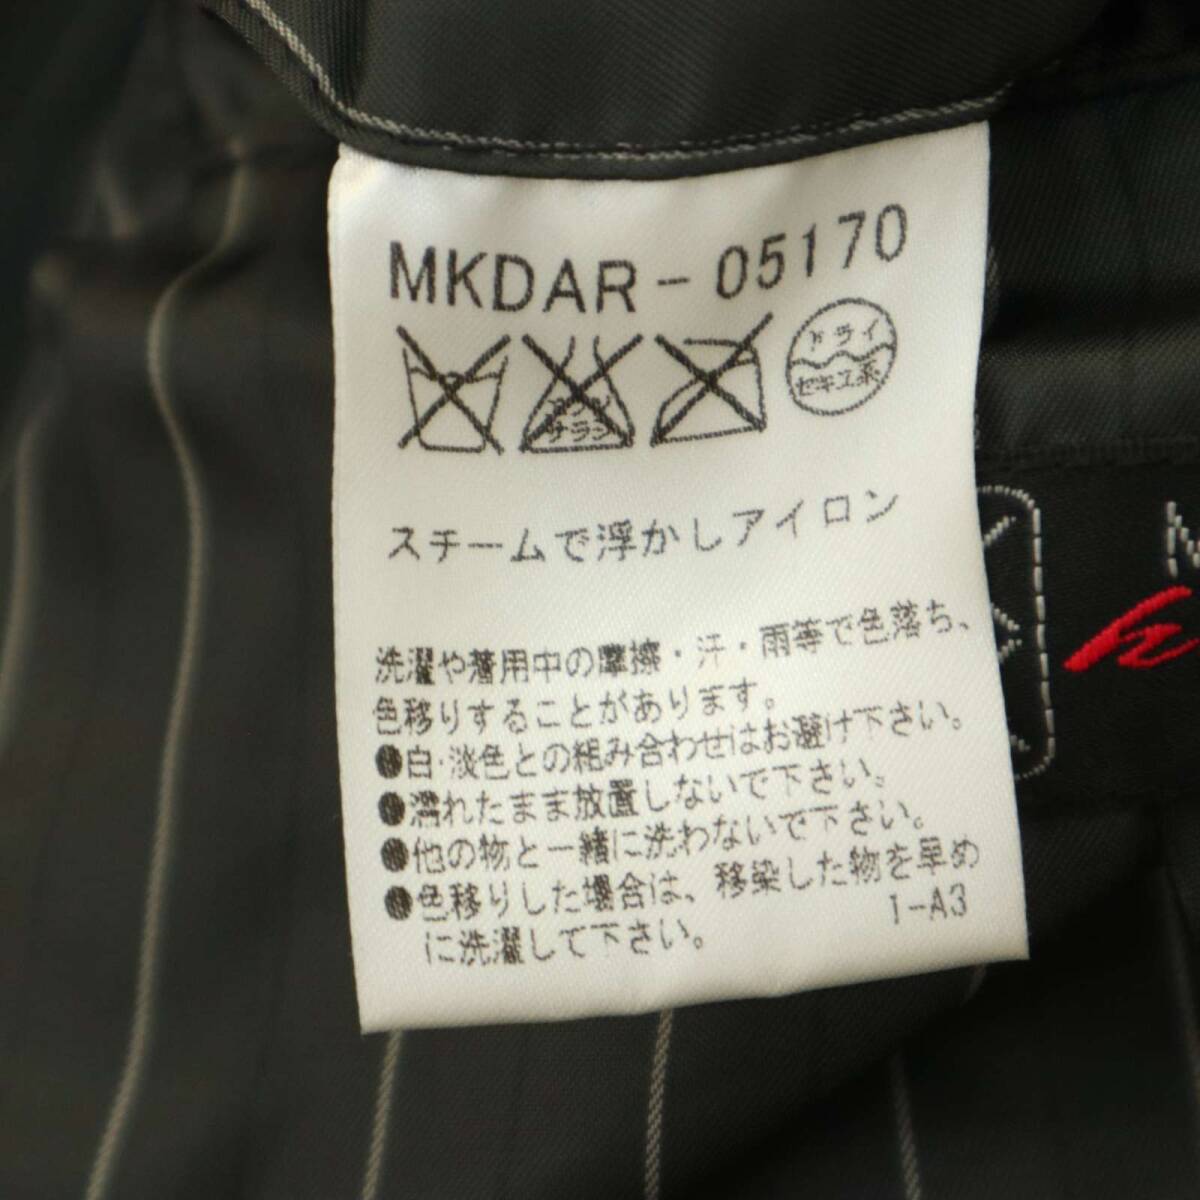 MKDAR-05170
エンソ
サラシ
ドライ
セキユ系
スチームで浮かしアイロン
洗濯や着用中の摩擦・汗・雨等で色落ち、
色移りすることがあります。
●白・淡色との組み合わせはお避け下さい。
●濡れたまま放置しないで下さい。
●他の物と一緒に洗わないで下さい。
●色移りした場合は、移染した物を早め
に洗濯して下さい。
I-A3